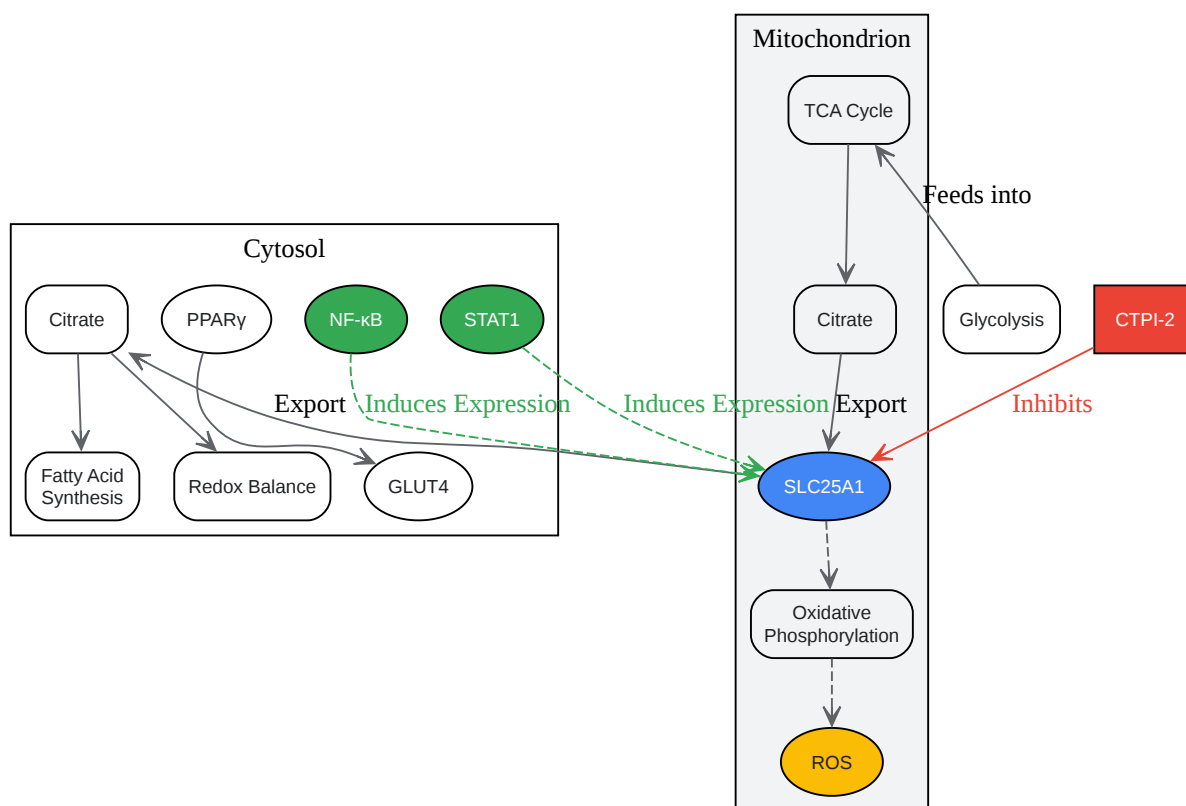 Mitochondrion
TCA Cycle
Feeds into
Cytosol
Citrate
PPARγ
NF-κB
STAT1
Citrate
Glycolysis
CTPI-2
Export
Induces Expression
Induces Expression
Export
Inhibits
Fatty Acid
Synthesis
Redox Balance
GLUT4
SLC25A1
Oxidative
Phosphorylation
ROS